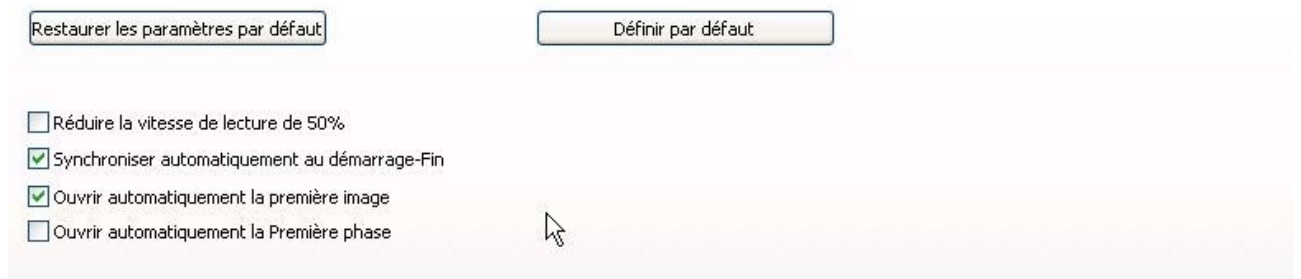 Restaurer les paramètres par défaut
Définir par défaut
Réduire la vitesse de lecture de 50%
Synchroniser automatiquement au démarrage-Fin
Ouvrir automatiquement la première image
Ouvrir automatiquement la Première phase